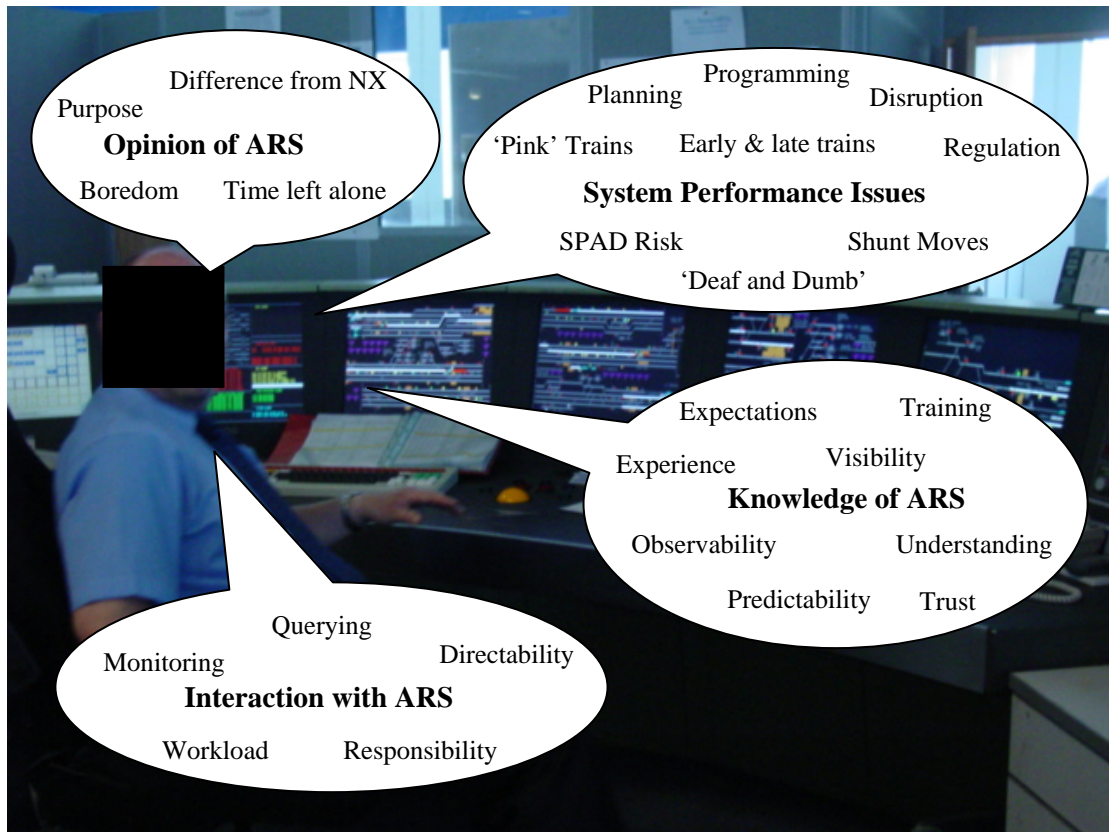 Difference from NX
Purpose
Opinion of ARS
Boredom Time left alone
Programming
Planning Disruption
‘Pink’ Trains Early & late trains Regulation
System Performance Issues
SPAD Risk Shunt Moves
‘Deaf and Dumb’
Expectations Training
Experience Visibility
Knowledge of ARS
Observability Understanding
Predictability Trust
Querying
Monitoring Directability
Interaction with ARS
Workload Responsibility